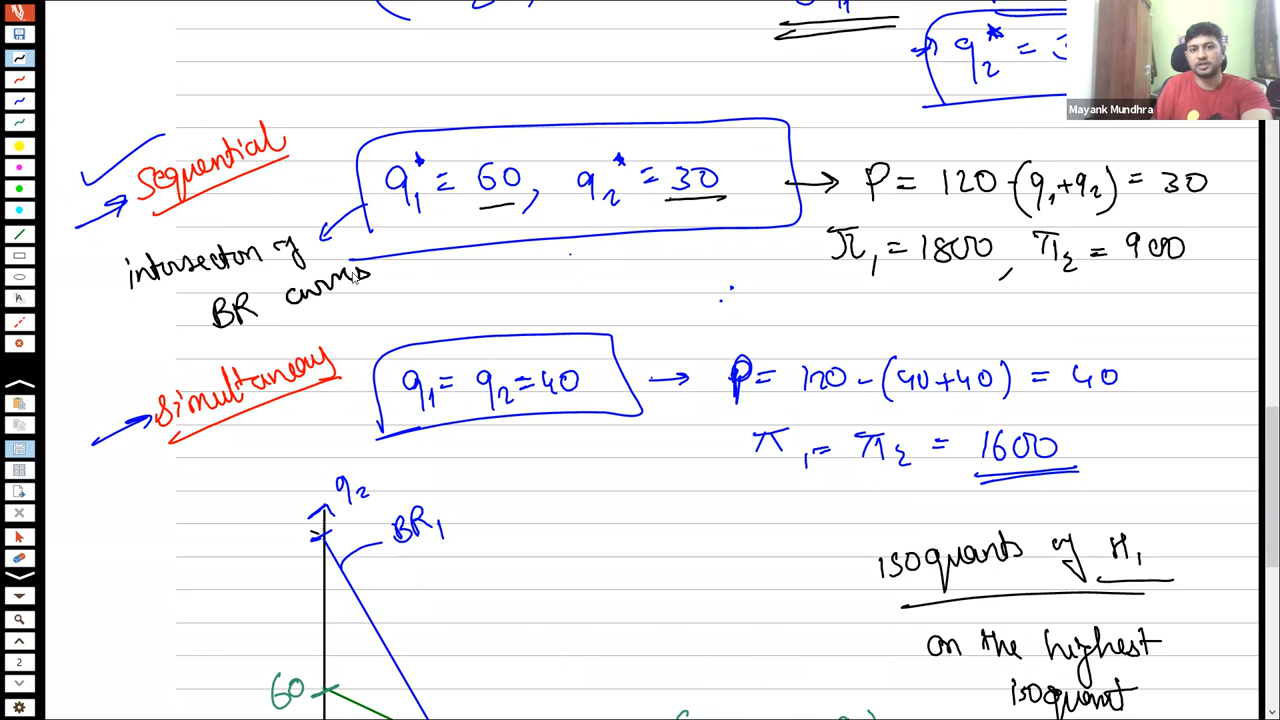 q₂* =
Mayank Mundhra
Sequential
q₁* = 60, q₂* = 30 → P = 120 - (q₁+q₂) = 30
π₁ = 1800, π₂ = 900
intersection of
BR curves
Simultaneous
q₁ = q₂ = 40 → P = 120 - (40+40) = 40
π₁ = π₂ = 1600
q₂
BR₁
isoquants of π₁
on the highest
isoquant
60
2